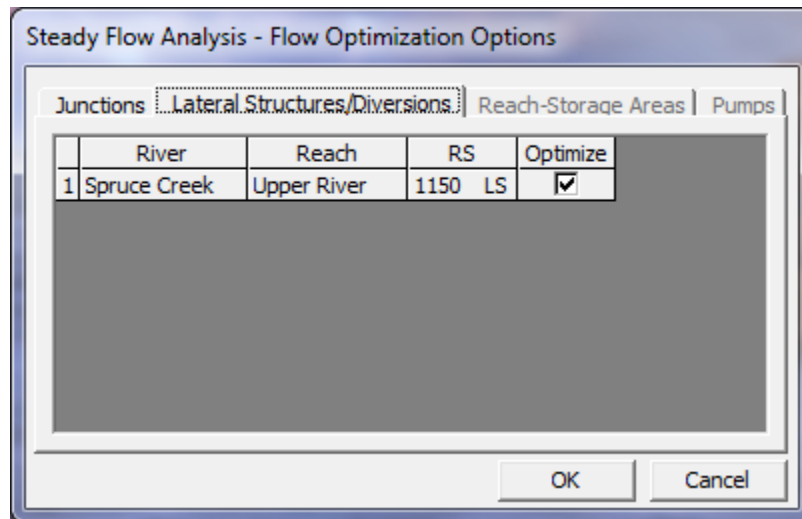 Steady Flow Analysis - Flow Optimization Options
Junctions Lateral Structures/Diversions Reach-Storage Areas Pumps
River Reach RS Optimize
1 Spruce Creek Upper River 1150 LS
OK Cancel